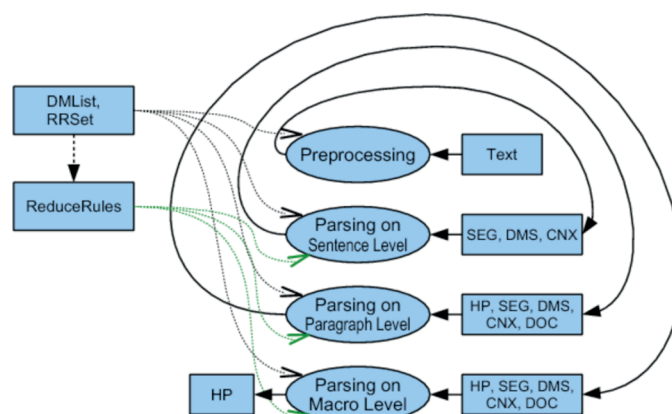 DMList,
RRSet
Preprocessing
Text
ReduceRules
Parsing on
Sentence Level
SEG, DMS, CNX
Parsing on
Paragraph Level
HP, SEG, DMS,
CNX, DOC
HP
Parsing on
Macro Level
HP, SEG, DMS,
CNX, DOC